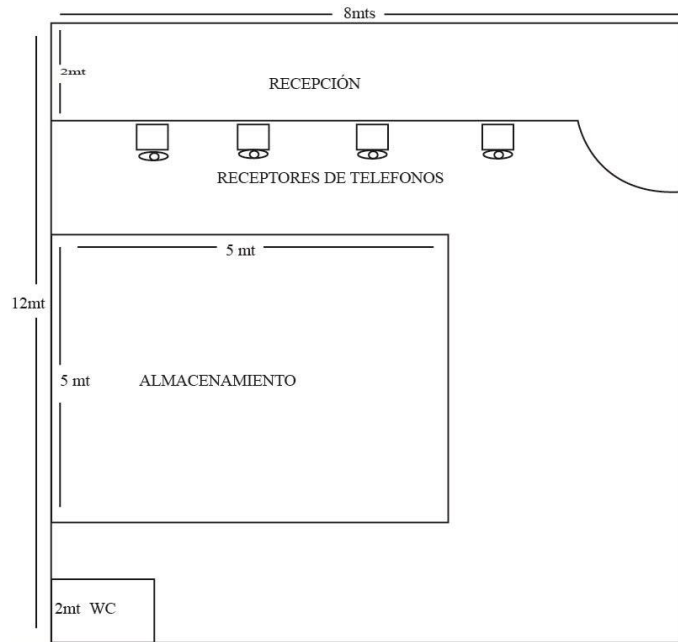 8mts
2mt
RECEPCIÓN
RECEPTORES DE TELEFONOS
5 mt
12mt
5 mt
ALMACENAMIENTO
2mt WC